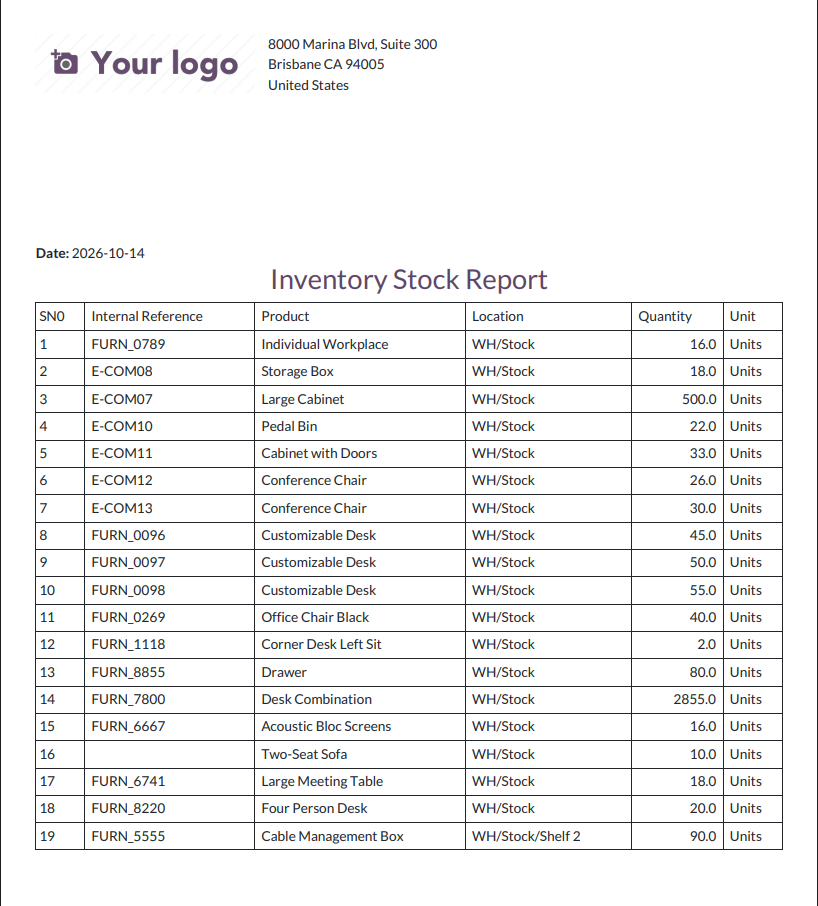 Your logo
8000 Marina Blvd, Suite 300
Brisbane CA 94005
United States
Date: 2026-10-14
Inventory Stock Report
SN0 Internal Reference Product Location Quantity Unit
1 FURN_0789 Individual Workplace WH/Stock 16.0 Units
2 E-COM08 Storage Box WH/Stock 18.0 Units
3 E-COM07 Large Cabinet WH/Stock 500.0 Units
4 E-COM10 Pedal Bin WH/Stock 22.0 Units
5 E-COM11 Cabinet with Doors WH/Stock 33.0 Units
6 E-COM12 Conference Chair WH/Stock 26.0 Units
7 E-COM13 Conference Chair WH/Stock 30.0 Units
8 FURN_0096 Customizable Desk WH/Stock 45.0 Units
9 FURN_0097 Customizable Desk WH/Stock 50.0 Units
10 FURN_0098 Customizable Desk WH/Stock 55.0 Units
11 FURN_0269 Office Chair Black WH/Stock 40.0 Units
12 FURN_1118 Corner Desk Left Sit WH/Stock 2.0 Units
13 FURN_8855 Drawer WH/Stock 80.0 Units
14 FURN_7800 Desk Combination WH/Stock 2855.0 Units
15 FURN_6667 Acoustic Bloc Screens WH/Stock 16.0 Units
16 Two-Seat Sofa WH/Stock 10.0 Units
17 FURN_6741 Large Meeting Table WH/Stock 18.0 Units
18 FURN_8220 Four Person Desk WH/Stock 20.0 Units
19 FURN_5555 Cable Management Box WH/Stock/Shelf 2 90.0 Units